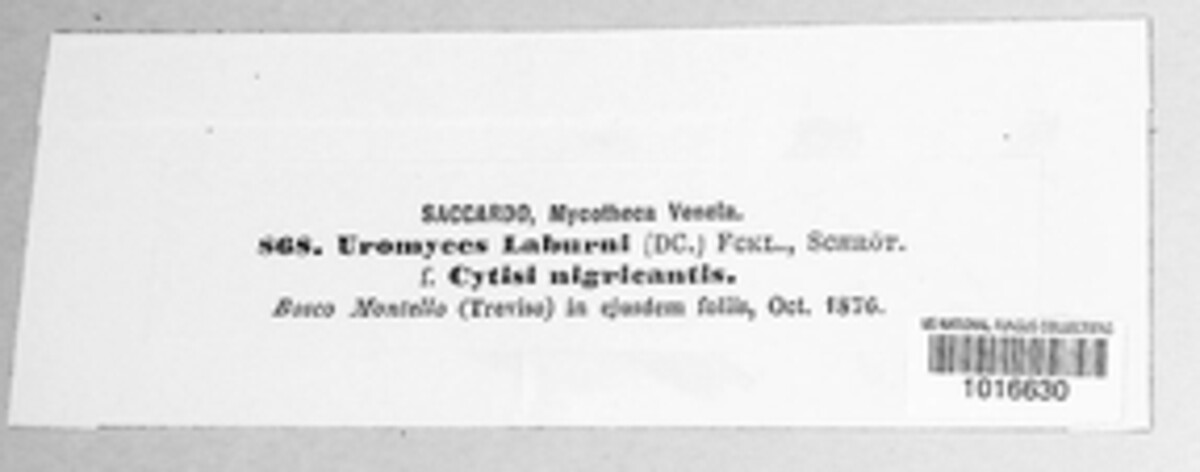 SACCARDO, Mycotheca Veneta.
868. Uromyces Laburni (DC.) FCKL., SCHRÖT.
f. Cytisi nigricantis.
Bosco Montello (Treviso) in ejusdem foliis, Oct. 1876.
US NATIONAL FUNGUS COLLECTIONS
1016630